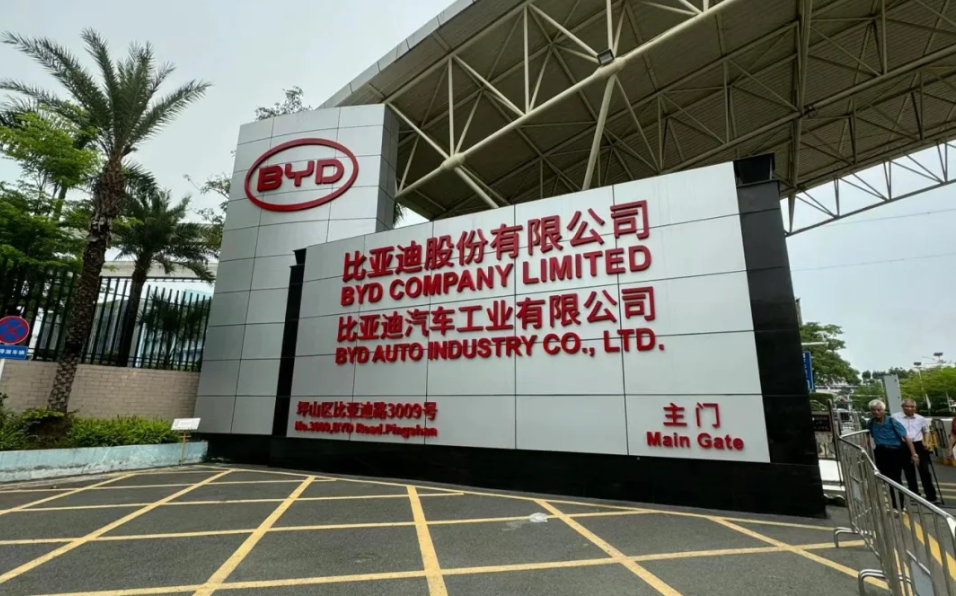 BYD
比亚迪股份有限公司
BYD COMPANY LIMITED
比亚迪汽车工业有限公司
BYD AUTO INDUSTRY CO., LTD.
坪山区比亚迪路3009号
No.3009,BYD Road.Pingshan
主门
Main Gate